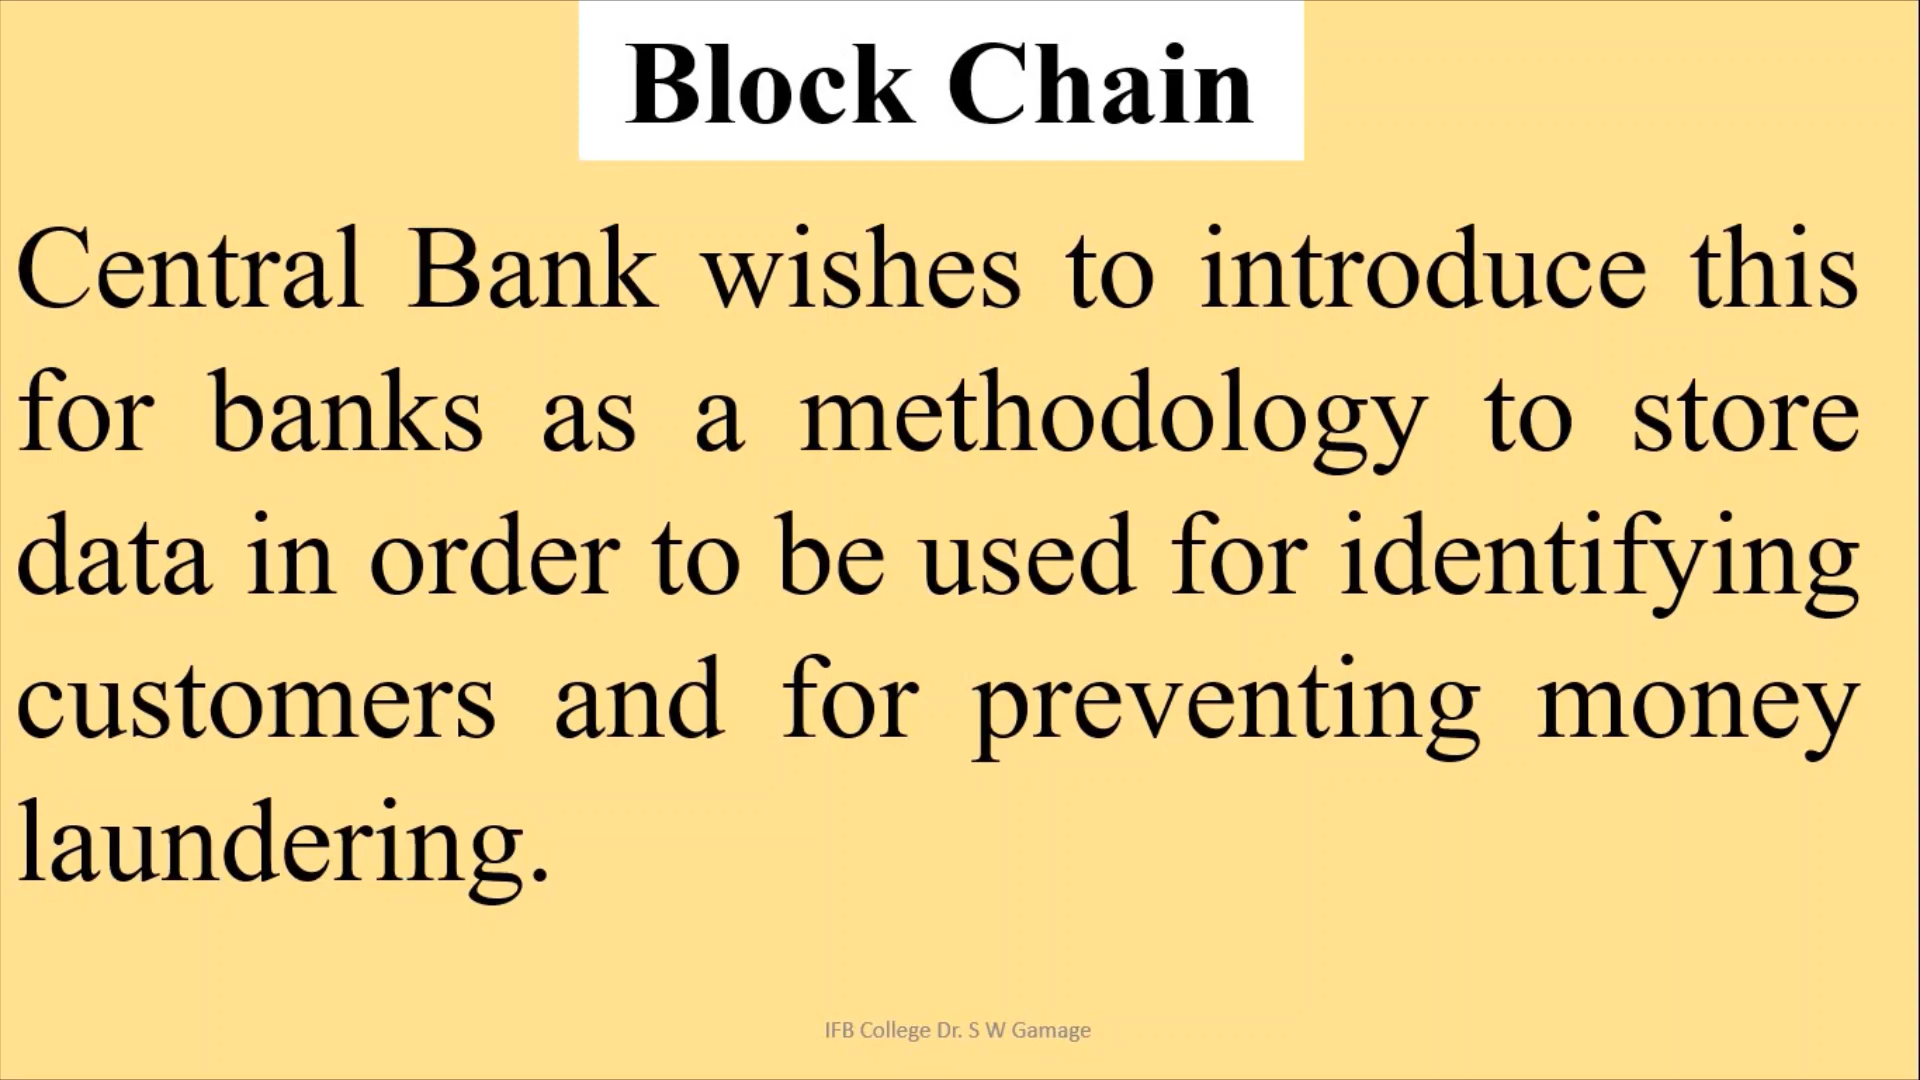 Block Chain
Central Bank wishes to introduce this
for banks as a methodology to store
data in order to be used for identifying
customers and for preventing money
laundering.
IFB College Dr. S W Gamage